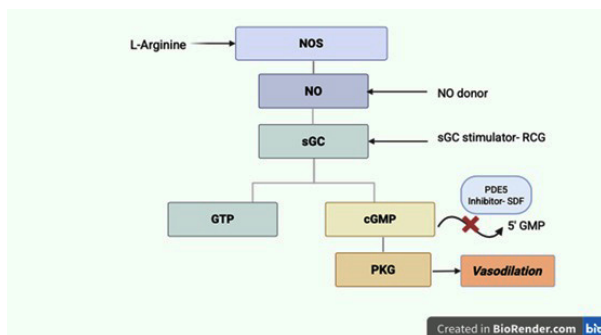 NOS
L-Arginine
NO
NO donor
sGC
sGC stimulator- RCG
PDE5
Inhibitor- SDF
GTP
cGMP
5' GMP
PKG
Vasodilation
Created in BioRender.com
bio